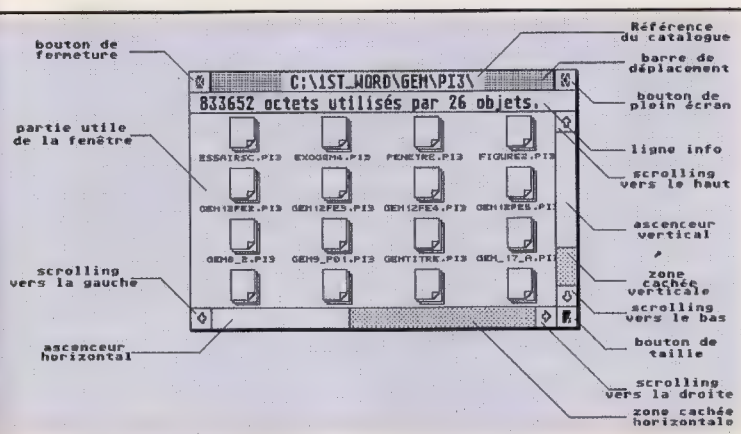 Référence
du catalogue
bouton de
fermeture
barre de
déplacement
C:\1ST_WORD\GEM\PI3\
833652 octets utilisés par 26 objets.
bouton de
plein écran
partie utile
de la fenêtre
ligne info
ESSAIRSC.PI3 EXOGEM4.PI3 FENETRE.PI3 FIGURE2.PI3
scrolling
vers le haut
GEM12FE2.PI3 GEM12FE3.PI3 GEM12FE4.PI3 GEM12FE5.PI3
ascenceur
vertical
GEM8_2.PI3 GEM9_P01.PI3 GEMTITRE.PI3 GEM_17_A.PI3
scrolling
vers la gauche
zone
cachée
verticale
scrolling
vers le bas
ascenceur
horizontal
bouton de
taille
scrolling
vers la droite
zone cachée
horizontale